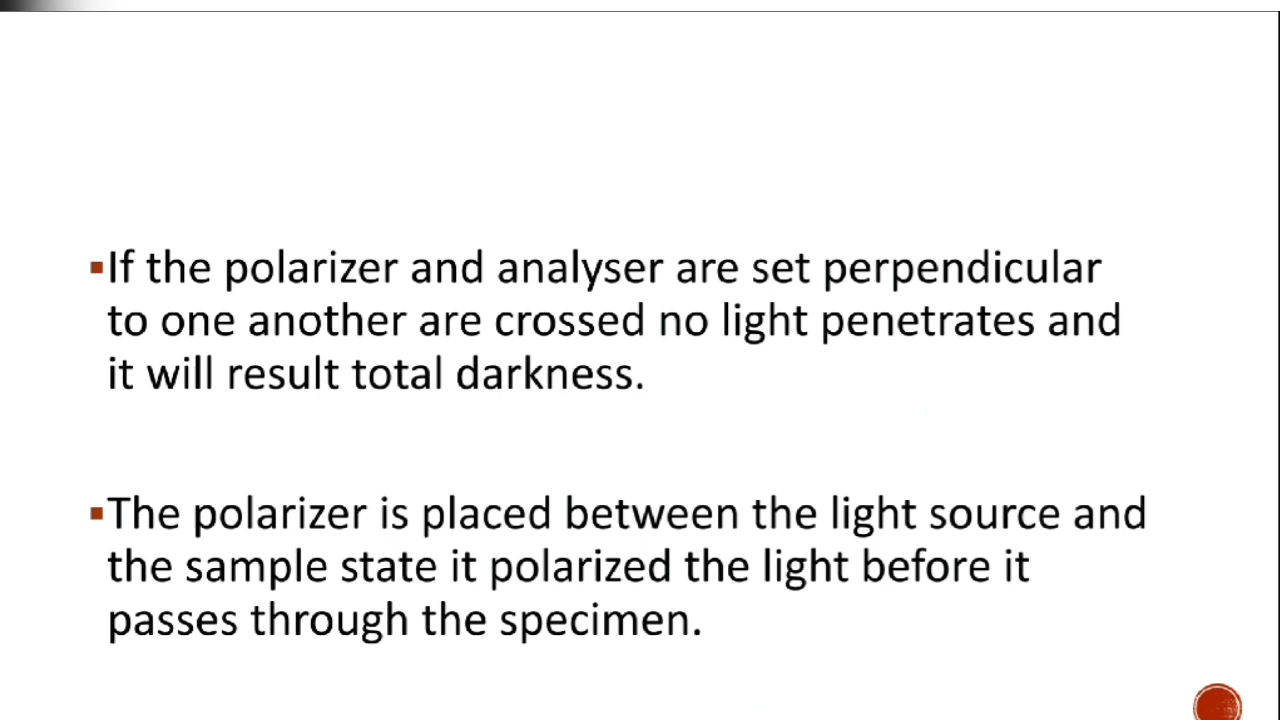 ▪If the polarizer and analyser are set perpendicular
to one another are crossed no light penetrates and
it will result total darkness.
▪The polarizer is placed between the light source and
the sample state it polarized the light before it
passes through the specimen.